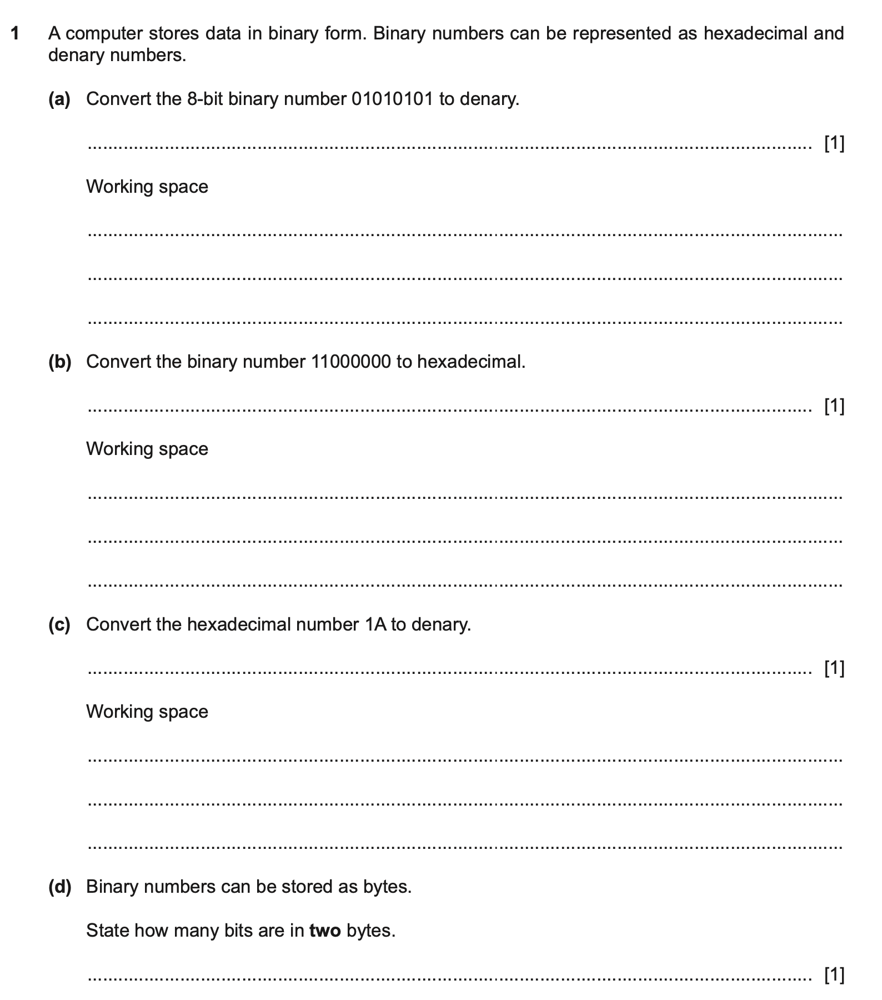 1 A computer stores data in binary form. Binary numbers can be represented as hexadecimal and
denary numbers.
(a) Convert the 8-bit binary number 01010101 to denary.
.................................................................................................................................. [1]
Working space
..................................................................................................................................
..................................................................................................................................
..................................................................................................................................
(b) Convert the binary number 11000000 to hexadecimal.
.................................................................................................................................. [1]
Working space
..................................................................................................................................
..................................................................................................................................
..................................................................................................................................
(c) Convert the hexadecimal number 1A to denary.
.................................................................................................................................. [1]
Working space
..................................................................................................................................
..................................................................................................................................
..................................................................................................................................
(d) Binary numbers can be stored as bytes.
State how many bits are in two bytes.
.................................................................................................................................. [1]